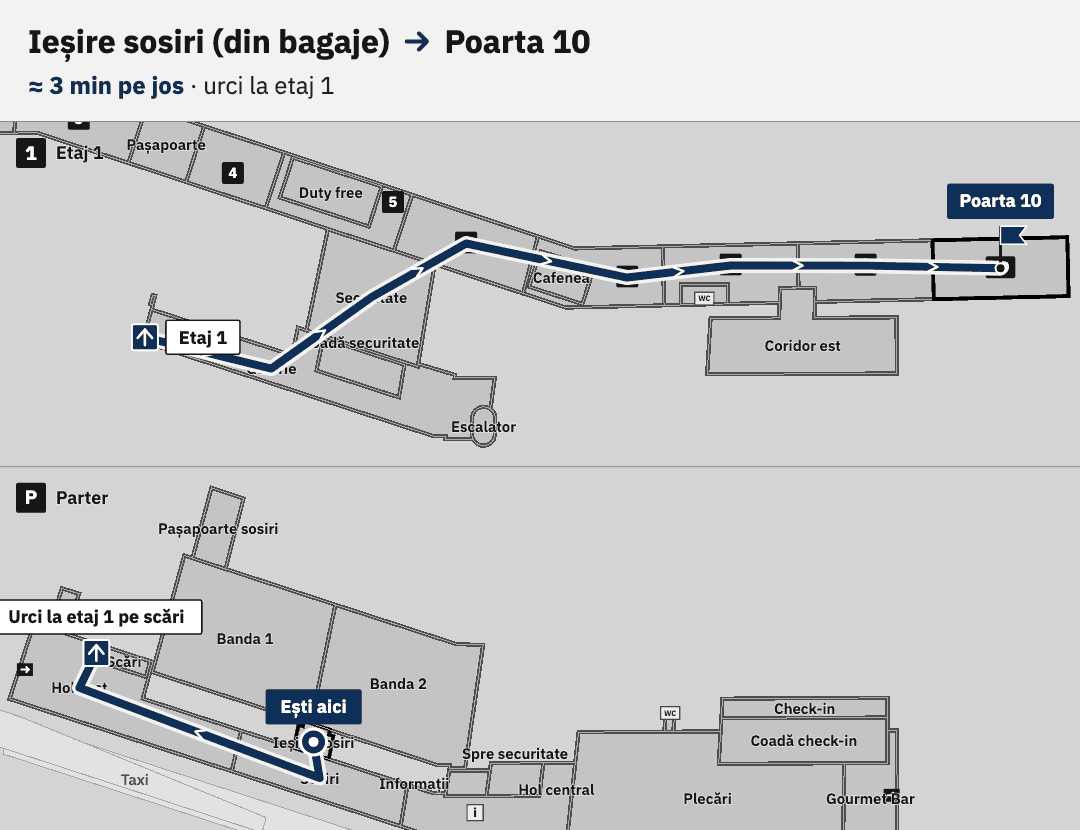 Ieșire sosiri (din bagaje) → Poarta 10
≈ 3 min pe jos · urci la etaj 1
1 Etaj 1
Pașapoarte
4
Duty free
5
Poarta 10
Cafenea
WC
Etaj 1
Coridor est
Escalator
P Parter
Pașapoarte sosiri
Urci la etaj 1 pe scări
Banda 1
Scări
Banda 2
Ești aici
WC
Check-in
Coadă check-in
Spre securitate
Taxi
Informații
Hol central
Plecări
Gourmet Bar
i